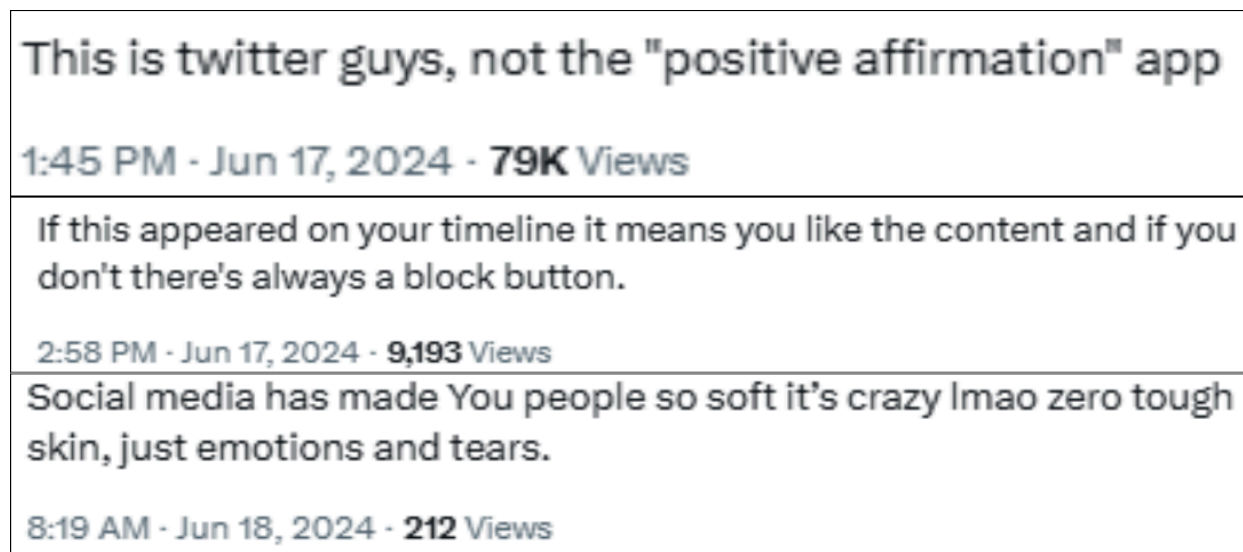 This is twitter guys, not the "positive affirmation" app
1:45 PM · Jun 17, 2024 · 79K Views
If this appeared on your timeline it means you like the content and if you
don't there's always a block button.
2:58 PM · Jun 17, 2024 · 9,193 Views
Social media has made You people so soft it’s crazy lmao zero tough
skin, just emotions and tears.
8:19 AM · Jun 18, 2024 · 212 Views